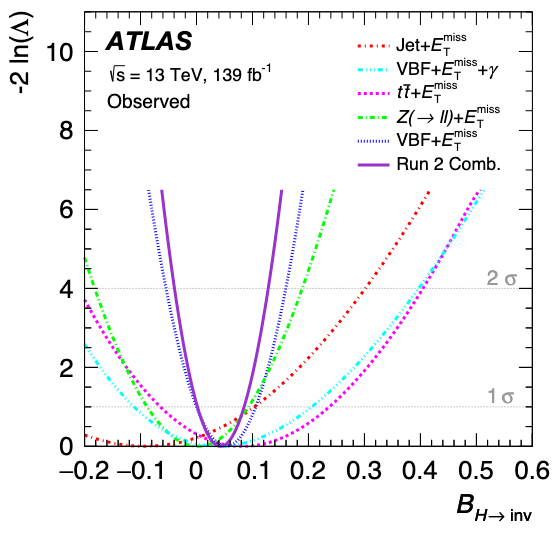 -2 ln(Λ)
10
8
6
4
2
0
ATLAS
√s = 13 TeV, 139 fb⁻¹
Observed
Jet+E_T^miss
VBF+E_T^miss+γ
tt̄+E_T^miss
Z(→ ll)+E_T^miss
VBF+E_T^miss
Run 2 Comb.
2 σ
1 σ
−0.2 −0.1 0 0.1 0.2 0.3 0.4 0.5 0.6
B_H→ inv